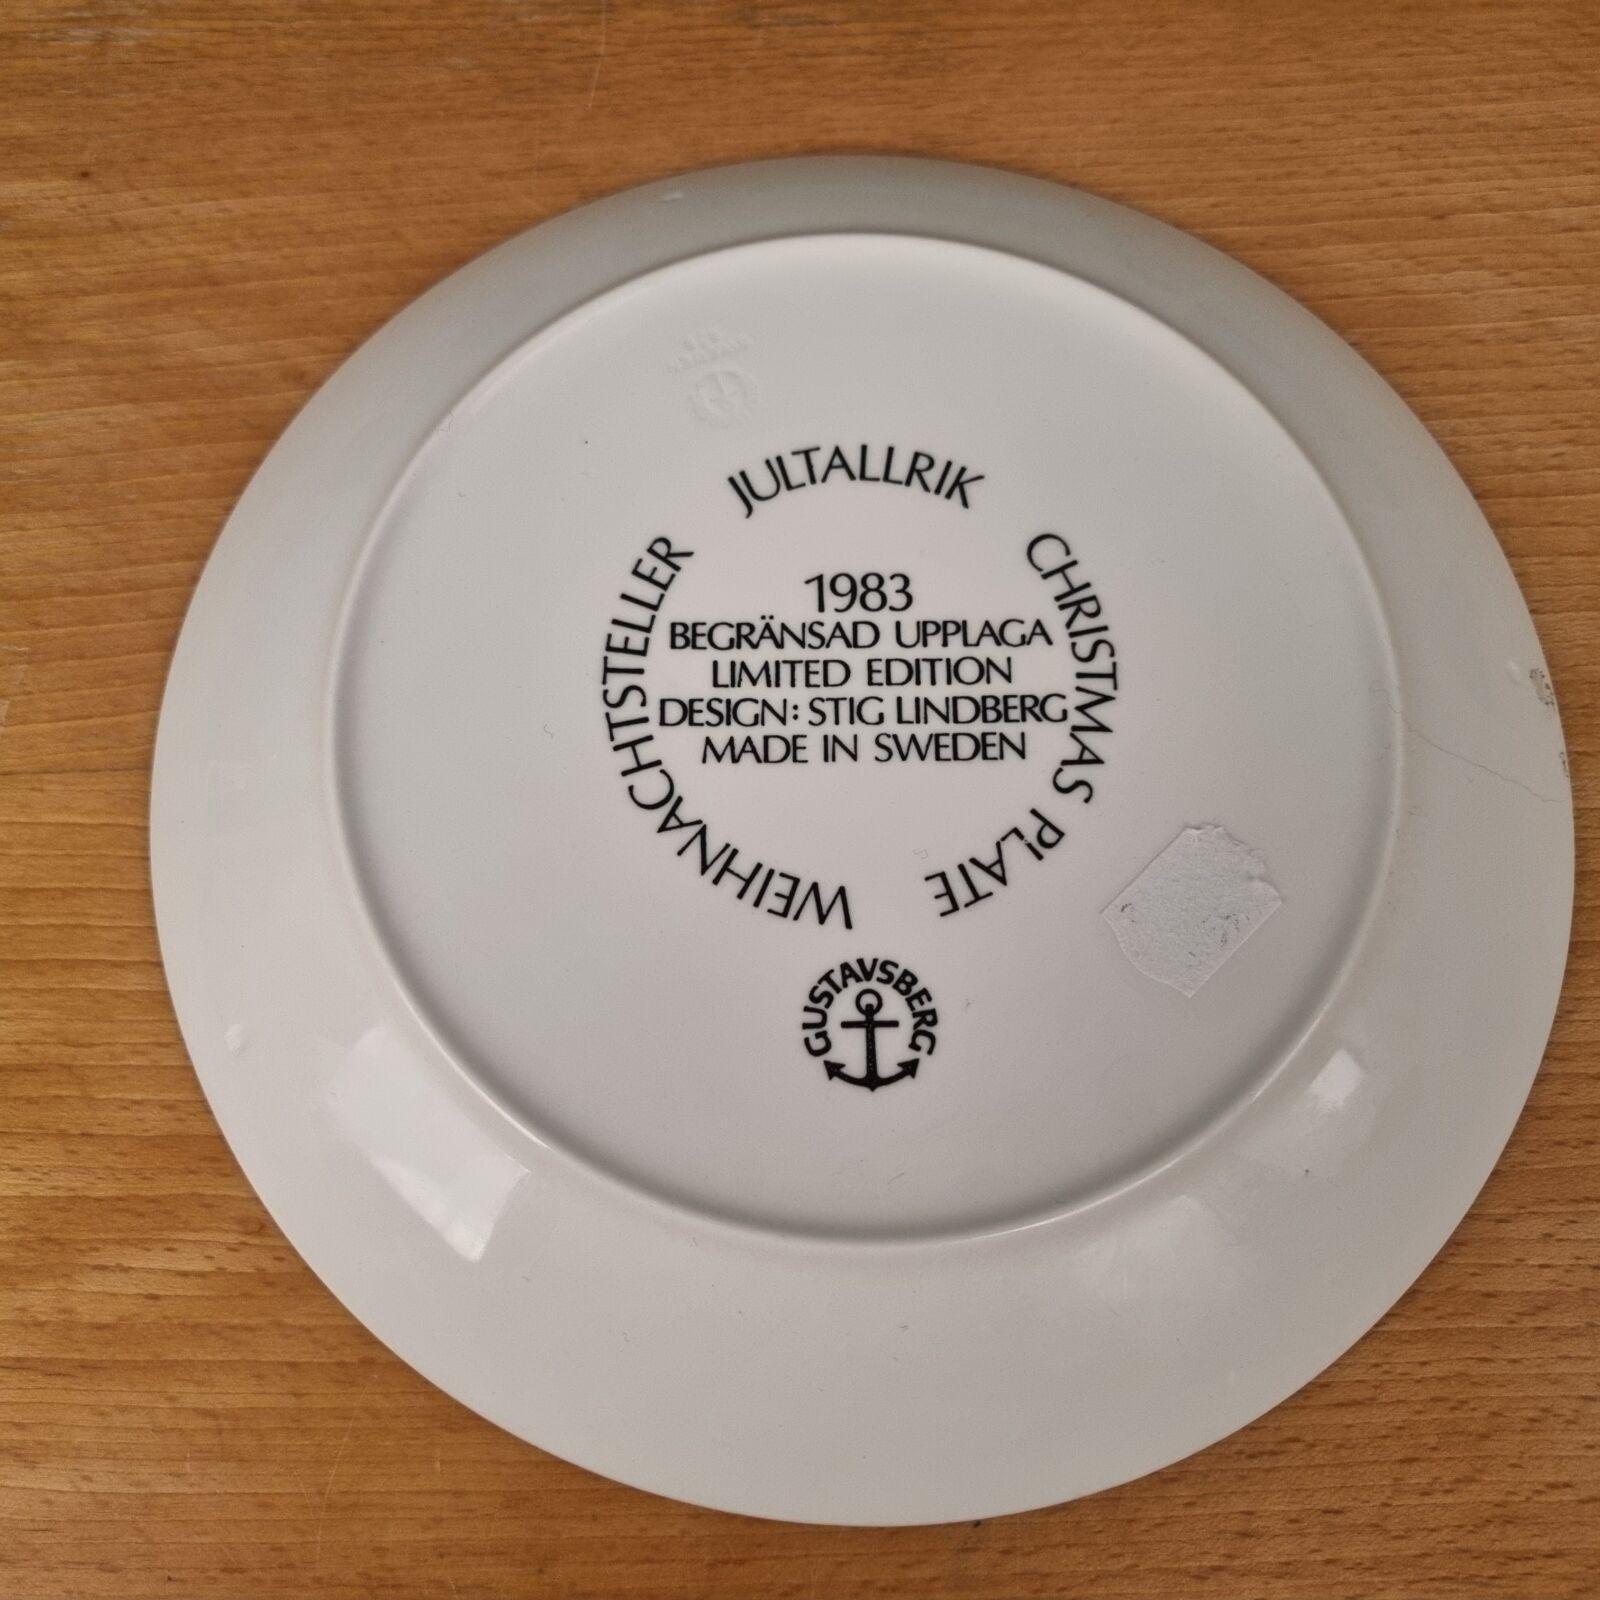 JULTALLRIK
CHRISTMAS PLATE
WEIHNACHTSTELLER
1983
BEGRÄNSAD UPPLAGA
LIMITED EDITION
DESIGN: STIG LINDBERG
MADE IN SWEDEN
GUSTAVSBERG